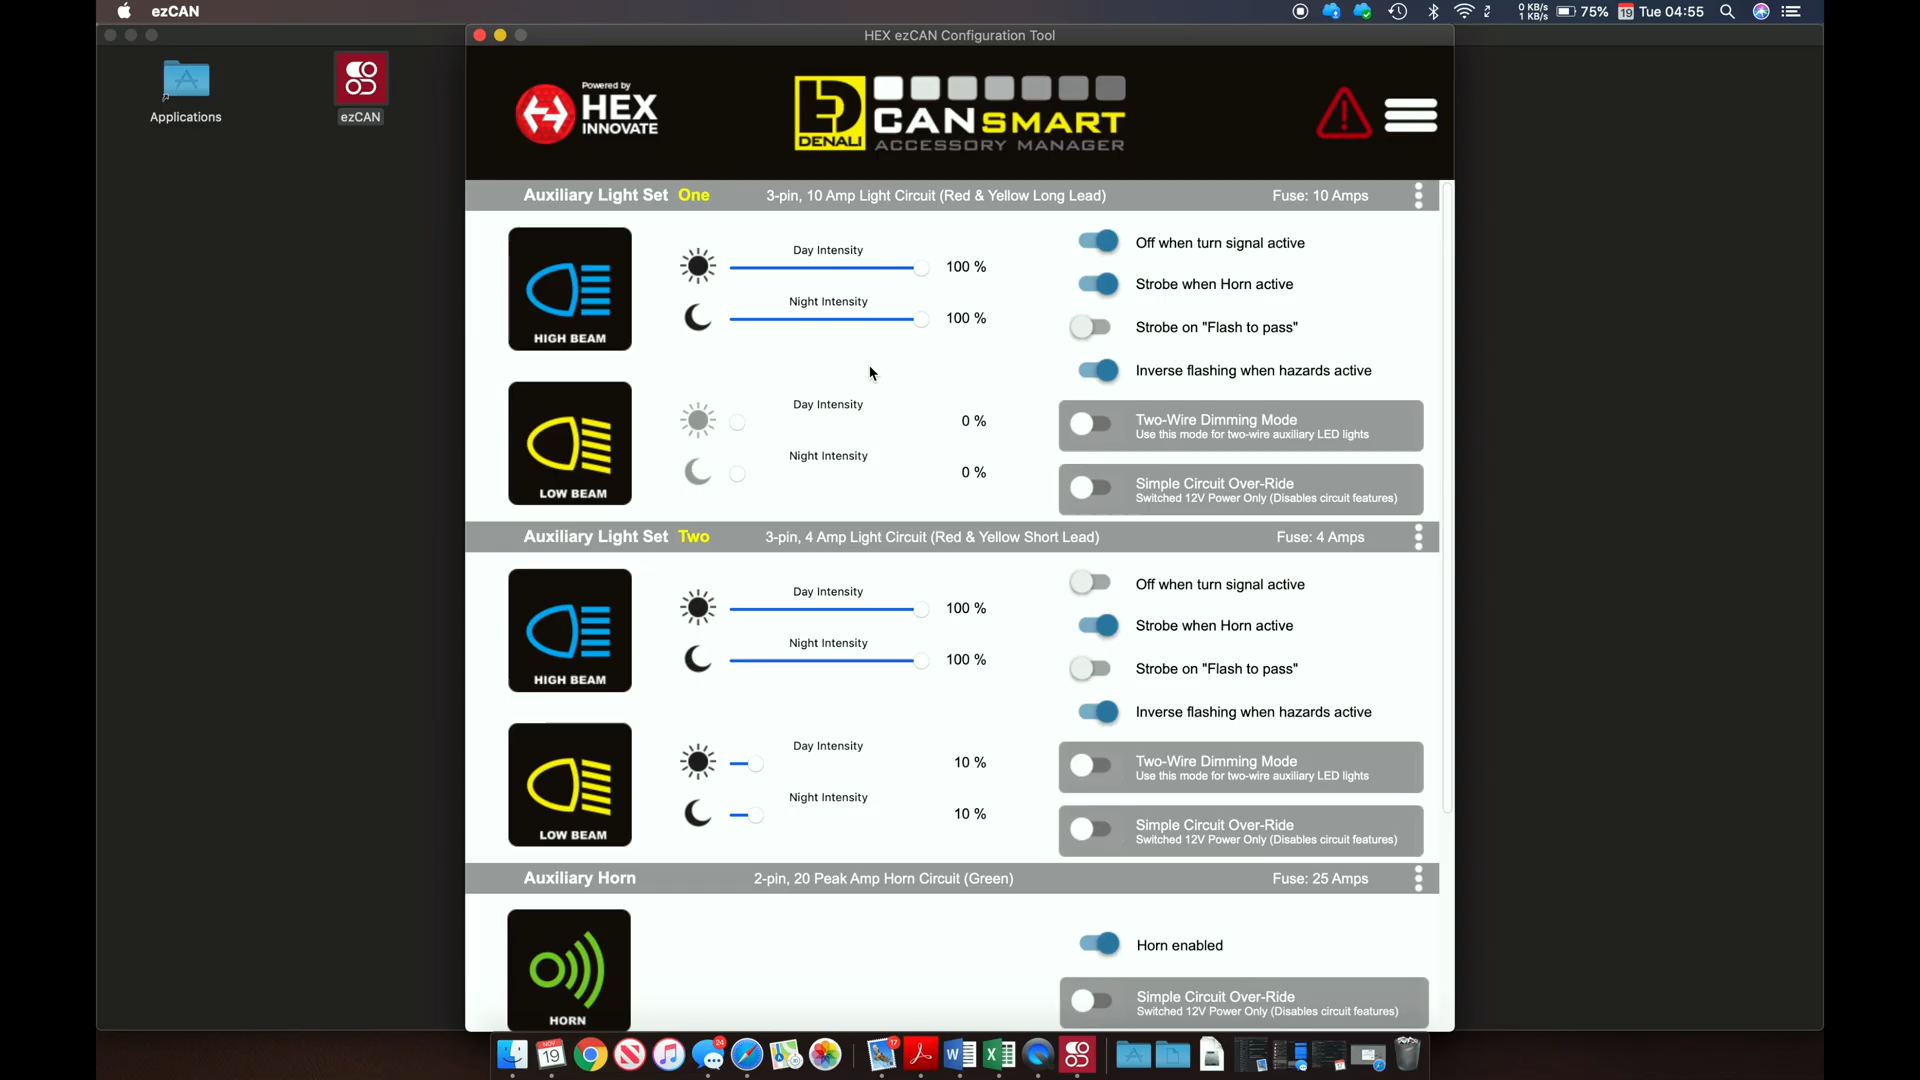 ezCAN
0 KB/s
1 KB/s
75%
19
Tue 04:55
HEX ezCAN Configuration Tool
Applications
ezCAN
Powered by
HEX
INNOVATE
DENALI
CANSMART
ACCESSORY MANAGER
Auxiliary Light Set One
3-pin, 10 Amp Light Circuit (Red & Yellow Long Lead)
Fuse: 10 Amps
HIGH BEAM
Day Intensity
100 %
Night Intensity
100 %
Off when turn signal active
Strobe when Horn active
Strobe on "Flash to pass"
Inverse flashing when hazards active
LOW BEAM
Day Intensity
0 %
Night Intensity
0 %
Two-Wire Dimming Mode
Use this mode for two-wire auxiliary LED lights
Simple Circuit Over-Ride
Switched 12V Power Only (Disables circuit features)
Auxiliary Light Set Two
3-pin, 4 Amp Light Circuit (Red & Yellow Short Lead)
Fuse: 4 Amps
HIGH BEAM
Day Intensity
100 %
Night Intensity
100 %
Off when turn signal active
Strobe when Horn active
Strobe on "Flash to pass"
Inverse flashing when hazards active
LOW BEAM
Day Intensity
10 %
Night Intensity
10 %
Two-Wire Dimming Mode
Use this mode for two-wire auxiliary LED lights
Simple Circuit Over-Ride
Switched 12V Power Only (Disables circuit features)
Auxiliary Horn
2-pin, 20 Peak Amp Horn Circuit (Green)
Fuse: 25 Amps
HORN
Horn enabled
Simple Circuit Over-Ride
Switched 12V Power Only (Disables circuit features)
NOV
19
24
17